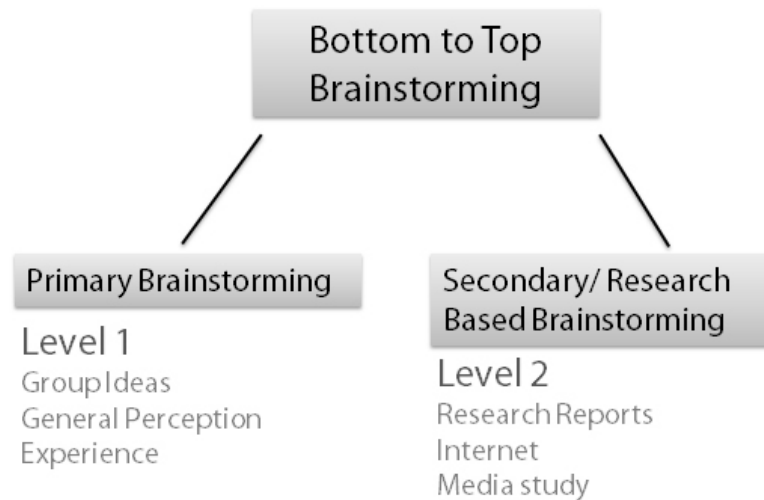 Bottom to Top
Brainstorming
Primary Brainstorming
Level 1
Group Ideas
General Perception
Experience
Secondary/ Research
Based Brainstorming
Level 2
Research Reports
Internet
Media study